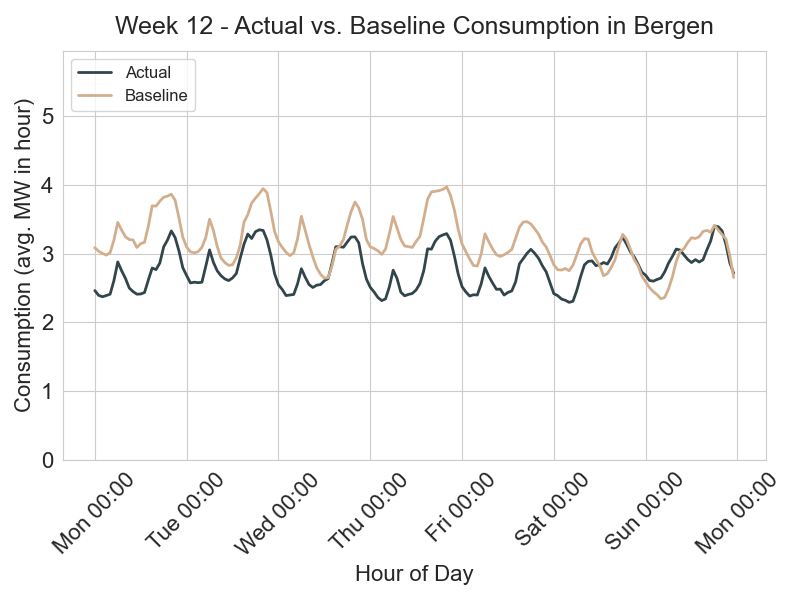 Week 12 - Actual vs. Baseline Consumption in Bergen
Actual
Baseline
Consumption (avg. MW in hour)
5
4
3
2
1
0
Mon 00:00
Tue 00:00
Wed 00:00
Thu 00:00
Fri 00:00
Sat 00:00
Sun 00:00
Mon 00:00
Hour of Day